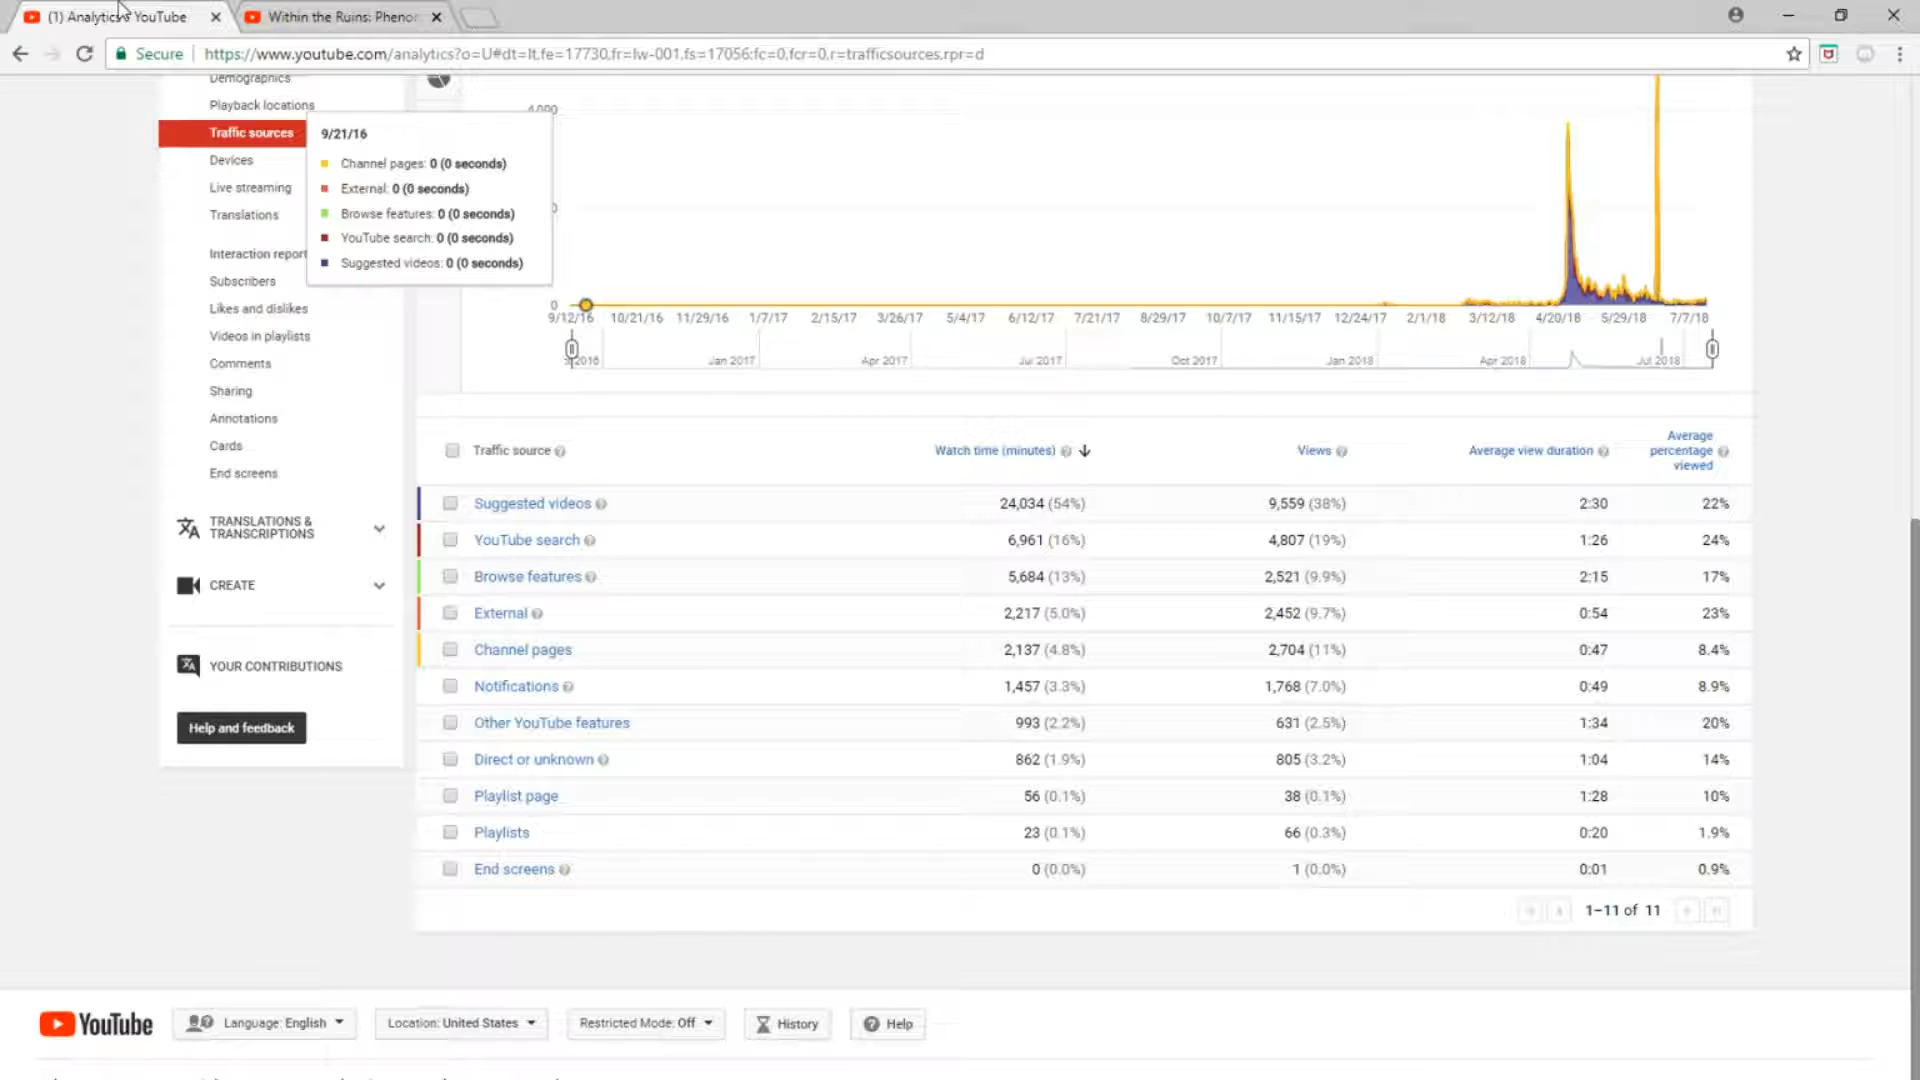 (1) Analytics - YouTube
Within the Ruins: Phenor
Secure
https://www.youtube.com/analytics?o=U#dt=lt,fe=17730,fr=lw-001,fs=17056;fc=0,fcr=0,r=trafficsources,rpr=d
Demographics
Playback locations
Traffic sources
Devices
Live streaming
Translations
Interaction report
Subscribers
Likes and dislikes
Videos in playlists
Comments
Sharing
Annotations
Cards
End screens
TRANSLATIONS &
TRANSCRIPTIONS
CREATE
YOUR CONTRIBUTIONS
Help and feedback
9/21/16
Channel pages: 0 (0 seconds)
External: 0 (0 seconds)
Browse features: 0 (0 seconds)
YouTube search: 0 (0 seconds)
Suggested videos: 0 (0 seconds)
4,000
0
0
9/12/16 10/21/16 11/29/16 1/7/17 2/15/17 3/26/17 5/4/17 6/12/17 7/21/17 8/29/17 10/7/17 11/15/17 12/24/17 2/1/18 3/12/18 4/20/18 5/29/18 7/7/18
2016 Jan 2017 Apr 2017 Jul 2017 Oct 2017 Jan 2018 Apr 2018 Jul 2018
Traffic source Watch time (minutes) Views Average view duration Average percentage viewed
Suggested videos 24,034 (54%) 9,559 (38%) 2:30 22%
YouTube search 6,961 (16%) 4,807 (19%) 1:26 24%
Browse features 5,684 (13%) 2,521 (9.9%) 2:15 17%
External 2,217 (5.0%) 2,452 (9.7%) 0:54 23%
Channel pages 2,137 (4.8%) 2,704 (11%) 0:47 8.4%
Notifications 1,457 (3.3%) 1,768 (7.0%) 0:49 8.9%
Other YouTube features 993 (2.2%) 631 (2.5%) 1:34 20%
Direct or unknown 862 (1.9%) 805 (3.2%) 1:04 14%
Playlist page 56 (0.1%) 38 (0.1%) 1:28 10%
Playlists 23 (0.1%) 66 (0.3%) 0:20 1.9%
End screens 0 (0.0%) 1 (0.0%) 0:01 0.9%
1–11 of 11
YouTube
Language: English
Location: United States
Restricted Mode: Off
History
Help